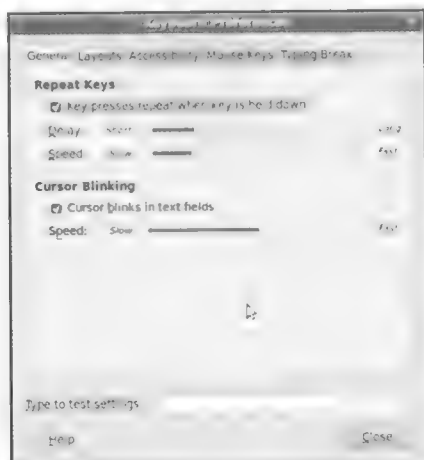 General Layouts Accessibility Mouse Keys Typing Break
Repeat Keys
Key presses repeat when key is held down
Delay Short Long
Speed Slow Fast
Cursor Blinking
Cursor blinks in text fields
Speed: Slow Fast
Type to test settings
Help Close